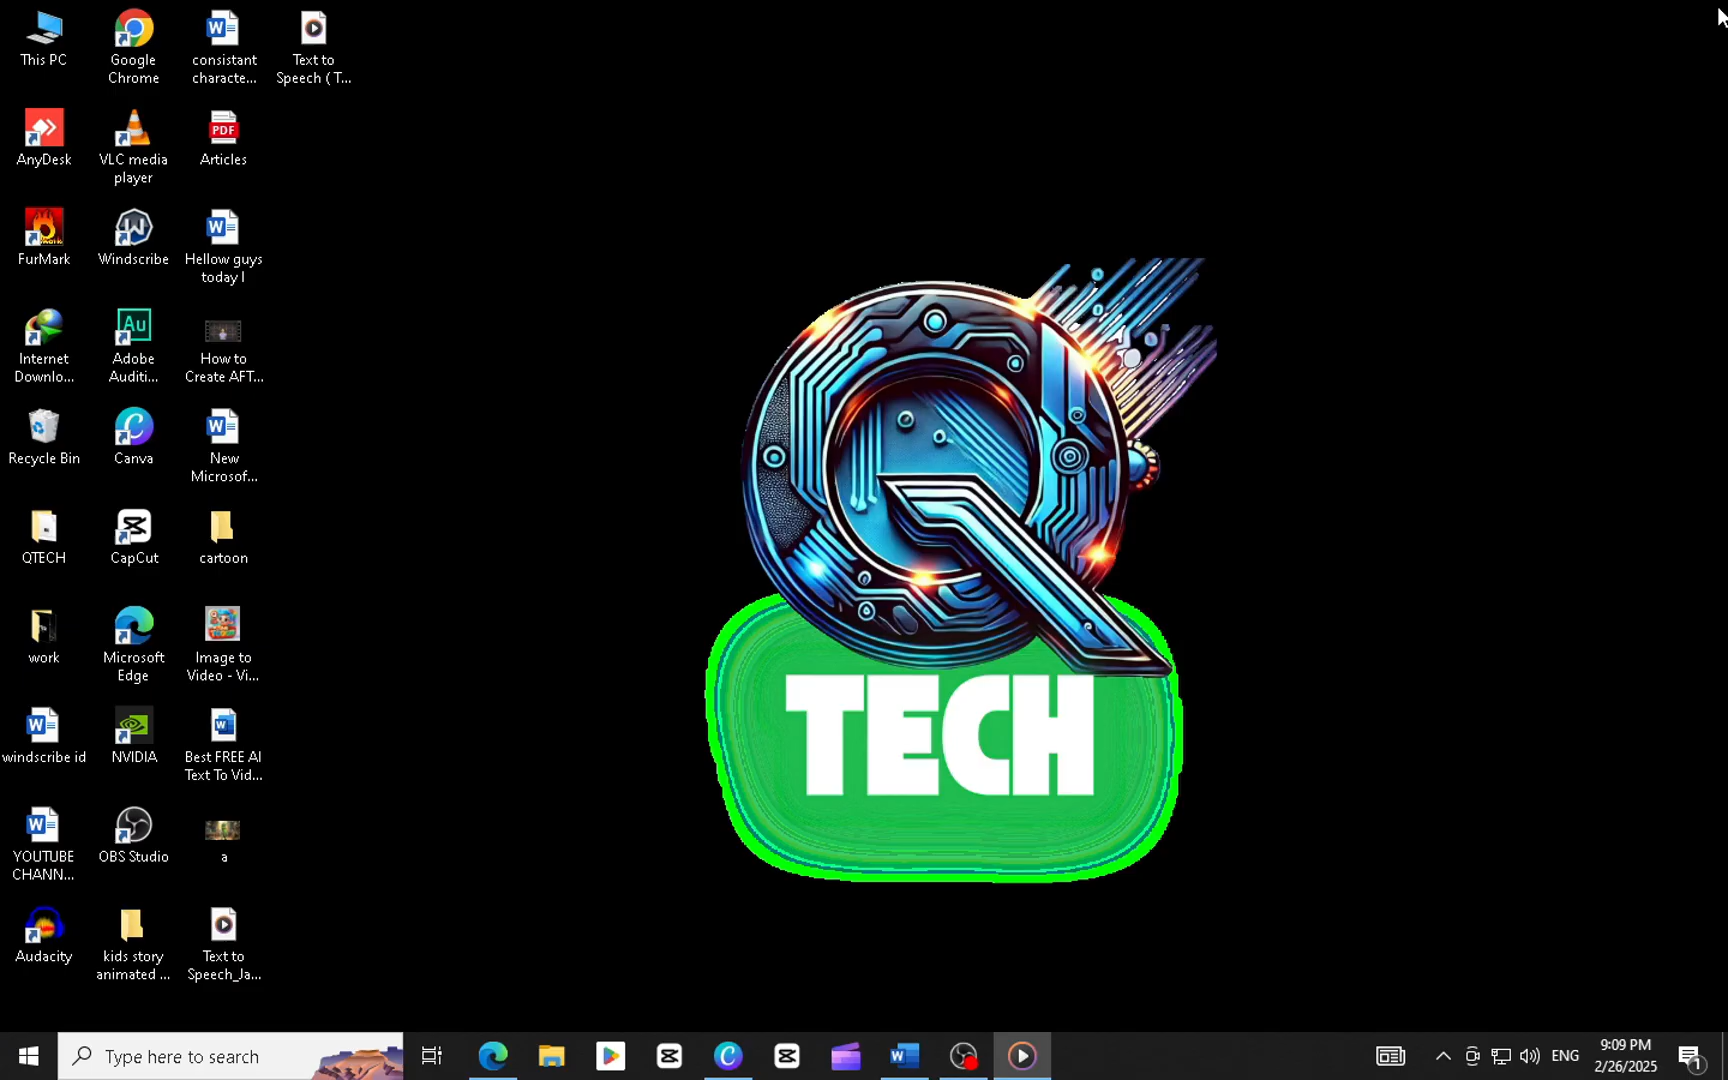 This PC
Google
Chrome
consistant
characte...
Text to
Speech ( T...
AnyDesk
VLC media
player
PDF
Articles
FurMark
Windscribe
Hellow guys
today I
Internet
Downlo...
Au
Adobe
Auditi...
How to
Create AFT...
Recycle Bin
Canva
New
Microsof...
QTECH
CapCut
cartoon
work
Microsoft
Edge
Image to
Video - Vi...
windscribe id
NVIDIA
Best FREE AI
Text To Vid...
YOUTUBE
CHANN...
OBS Studio
a
Audacity
kids story
animated ...
Text to
Speech_Ja...
Q
TECH
Type here to search
ENG
9:09 PM
2/26/2025
1